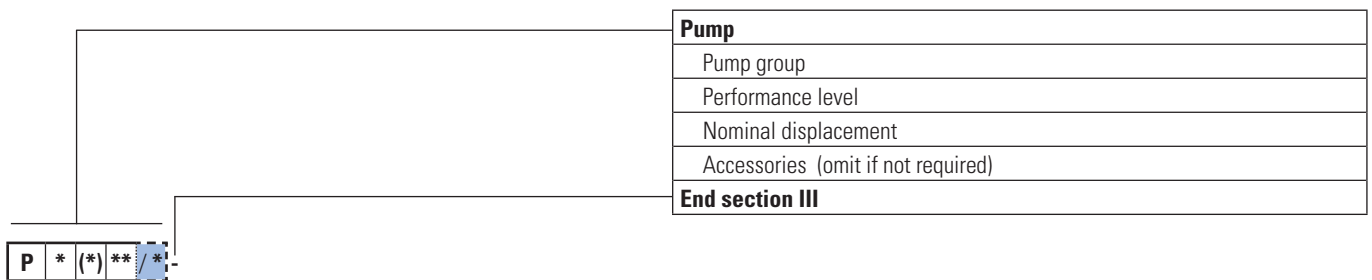 Pump
Pump group
Performance level
Nominal displacement
Accessories (omit if not required)
End section III
P * (*) ** / * -